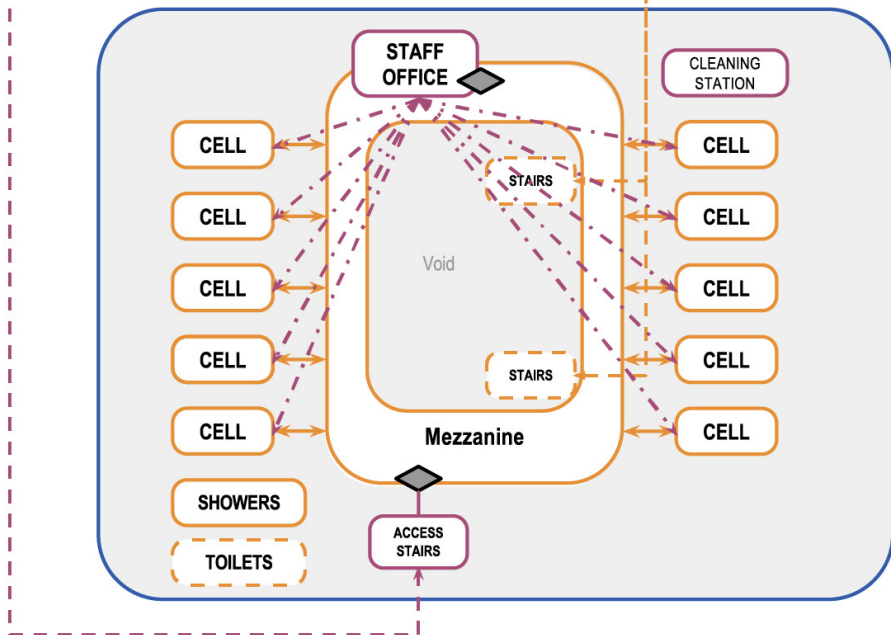 STAFF
OFFICE
CLEANING
STATION
CELL
CELL
STAIRS
CELL
CELL
Void
CELL
CELL
CELL
CELL
STAIRS
CELL
CELL
Mezzanine
SHOWERS
ACCESS
STAIRS
TOILETS